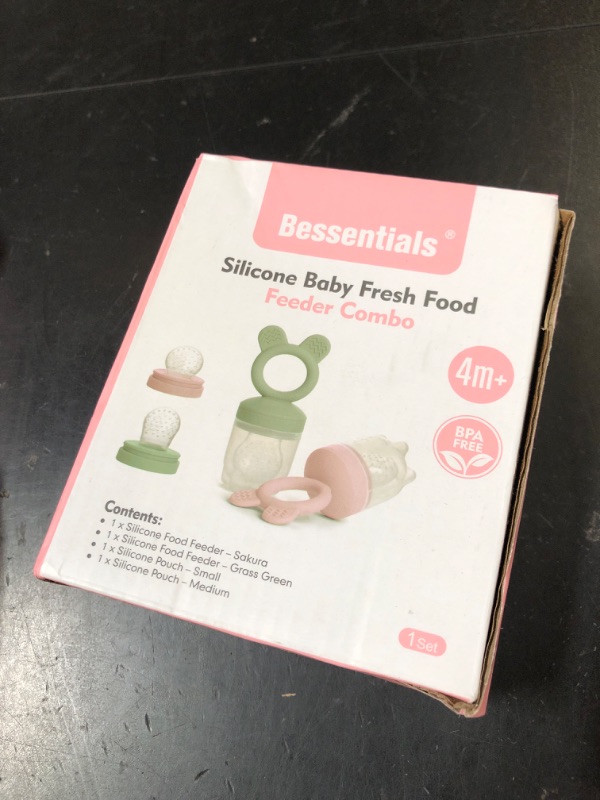 Bessentials®
Silicone Baby Fresh Food
Feeder Combo
4m+
BPA
FREE
Contents:
• 1 x Silicone Food Feeder – Sakura
• 1 x Silicone Food Feeder – Grass Green
• 1 x Silicone Pouch – Small
• 1 x Silicone Pouch – Medium
1 Set